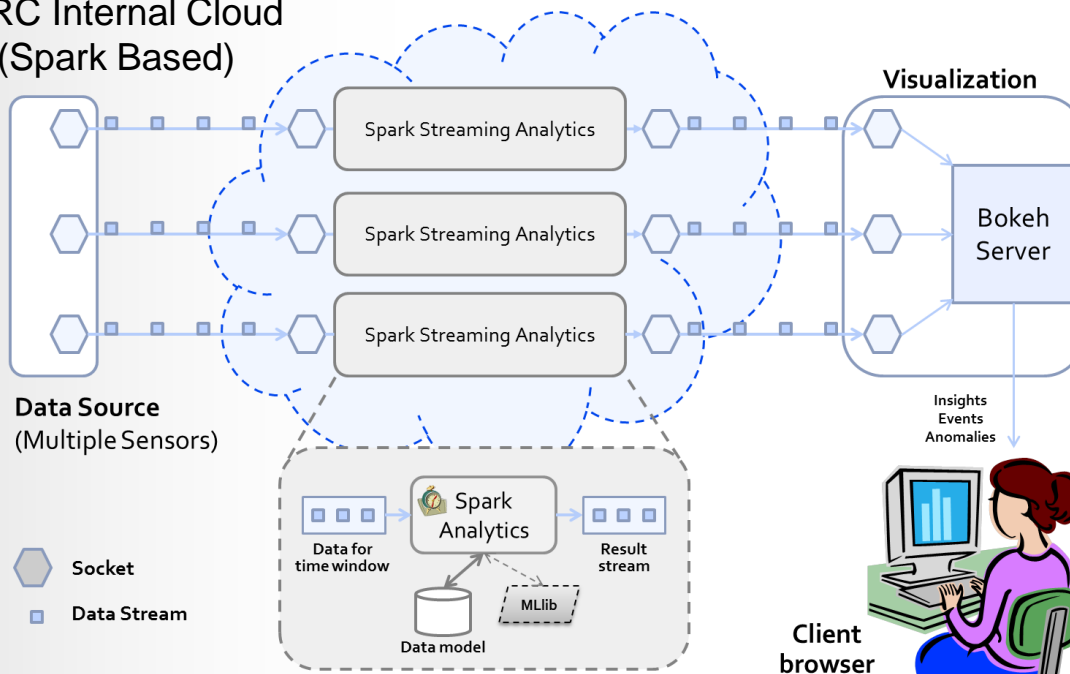 RC Internal Cloud
(Spark Based)
Visualization
Spark Streaming Analytics
Spark Streaming Analytics
Spark Streaming Analytics
Bokeh
Server
Data Source
(Multiple Sensors)
Insights
Events
Anomalies
Spark
Analytics
Data for
time window
Result
stream
MLlib
Data model
Socket
Data Stream
Client
browser